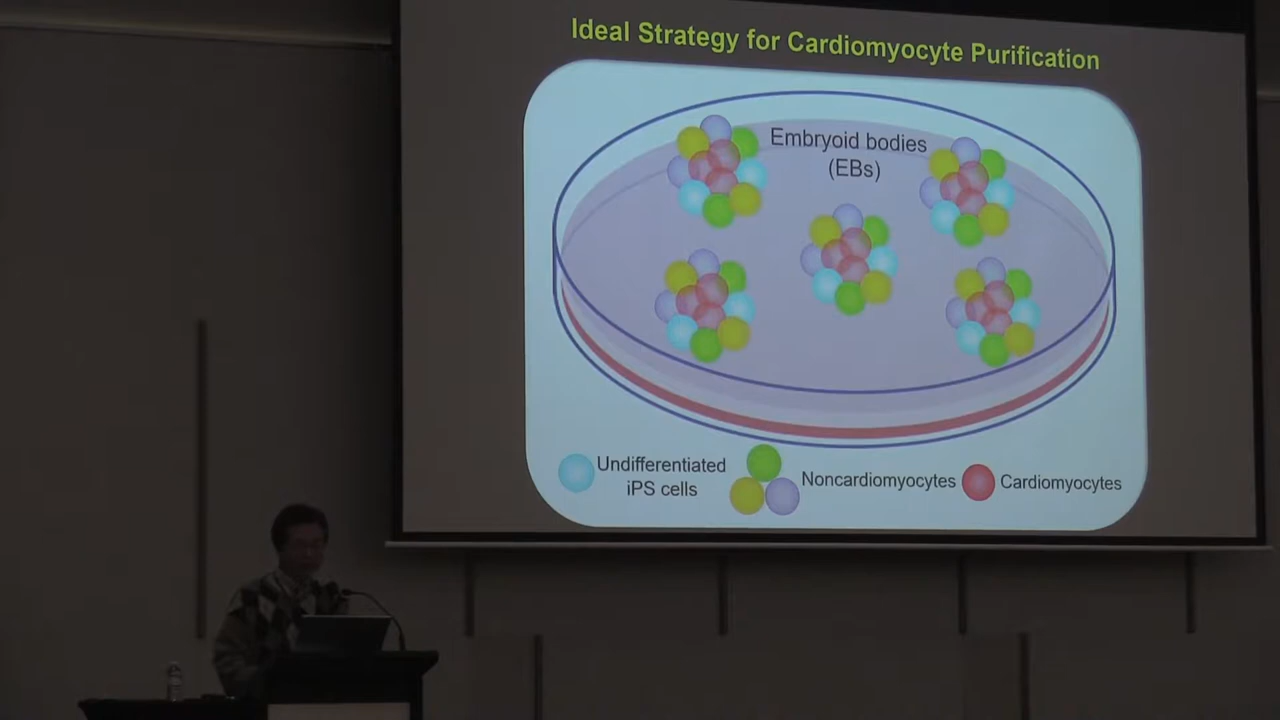 Ideal Strategy for Cardiomyocyte Purification
Embryoid bodies
(EBs)
Undifferentiated
iPS cells
Noncardiomyocytes
Cardiomyocytes